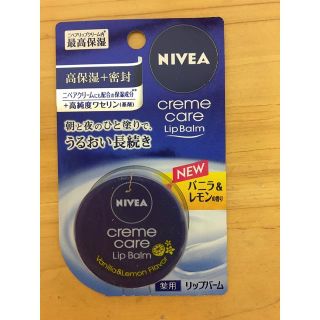 ニベアリップクリーム内※
最高保湿
NIVEA
高保湿+密封
ニベアクリームにも配合の保湿成分
+高純度ワセリン(基剤)
creme
care
Lip Balm
朝と夜のひと塗りで、
うるおい長続き
NEW
バニラ&
レモンの香り
NIVEA
creme
care
Lip Balm
Vanilla&Lemon Flavor
薬用
リップバーム